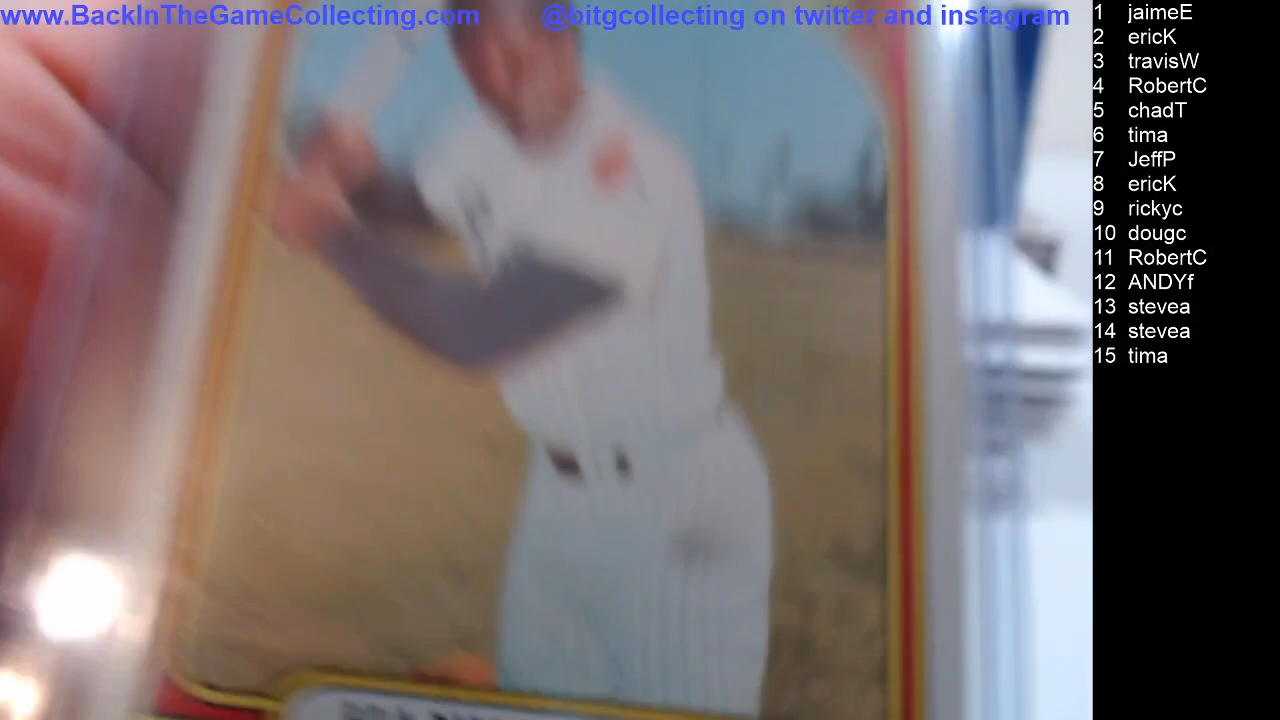 www.BackInTheGameCollecting.com @bitgcollecting on twitter and instagram
1 jaimeE
2 ericK
3 travisW
4 RobertC
5 chadT
6 tima
7 JeffP
8 ericK
9 rickyc
10 dougc
11 RobertC
12 ANDYf
13 stevea
14 stevea
15 tima